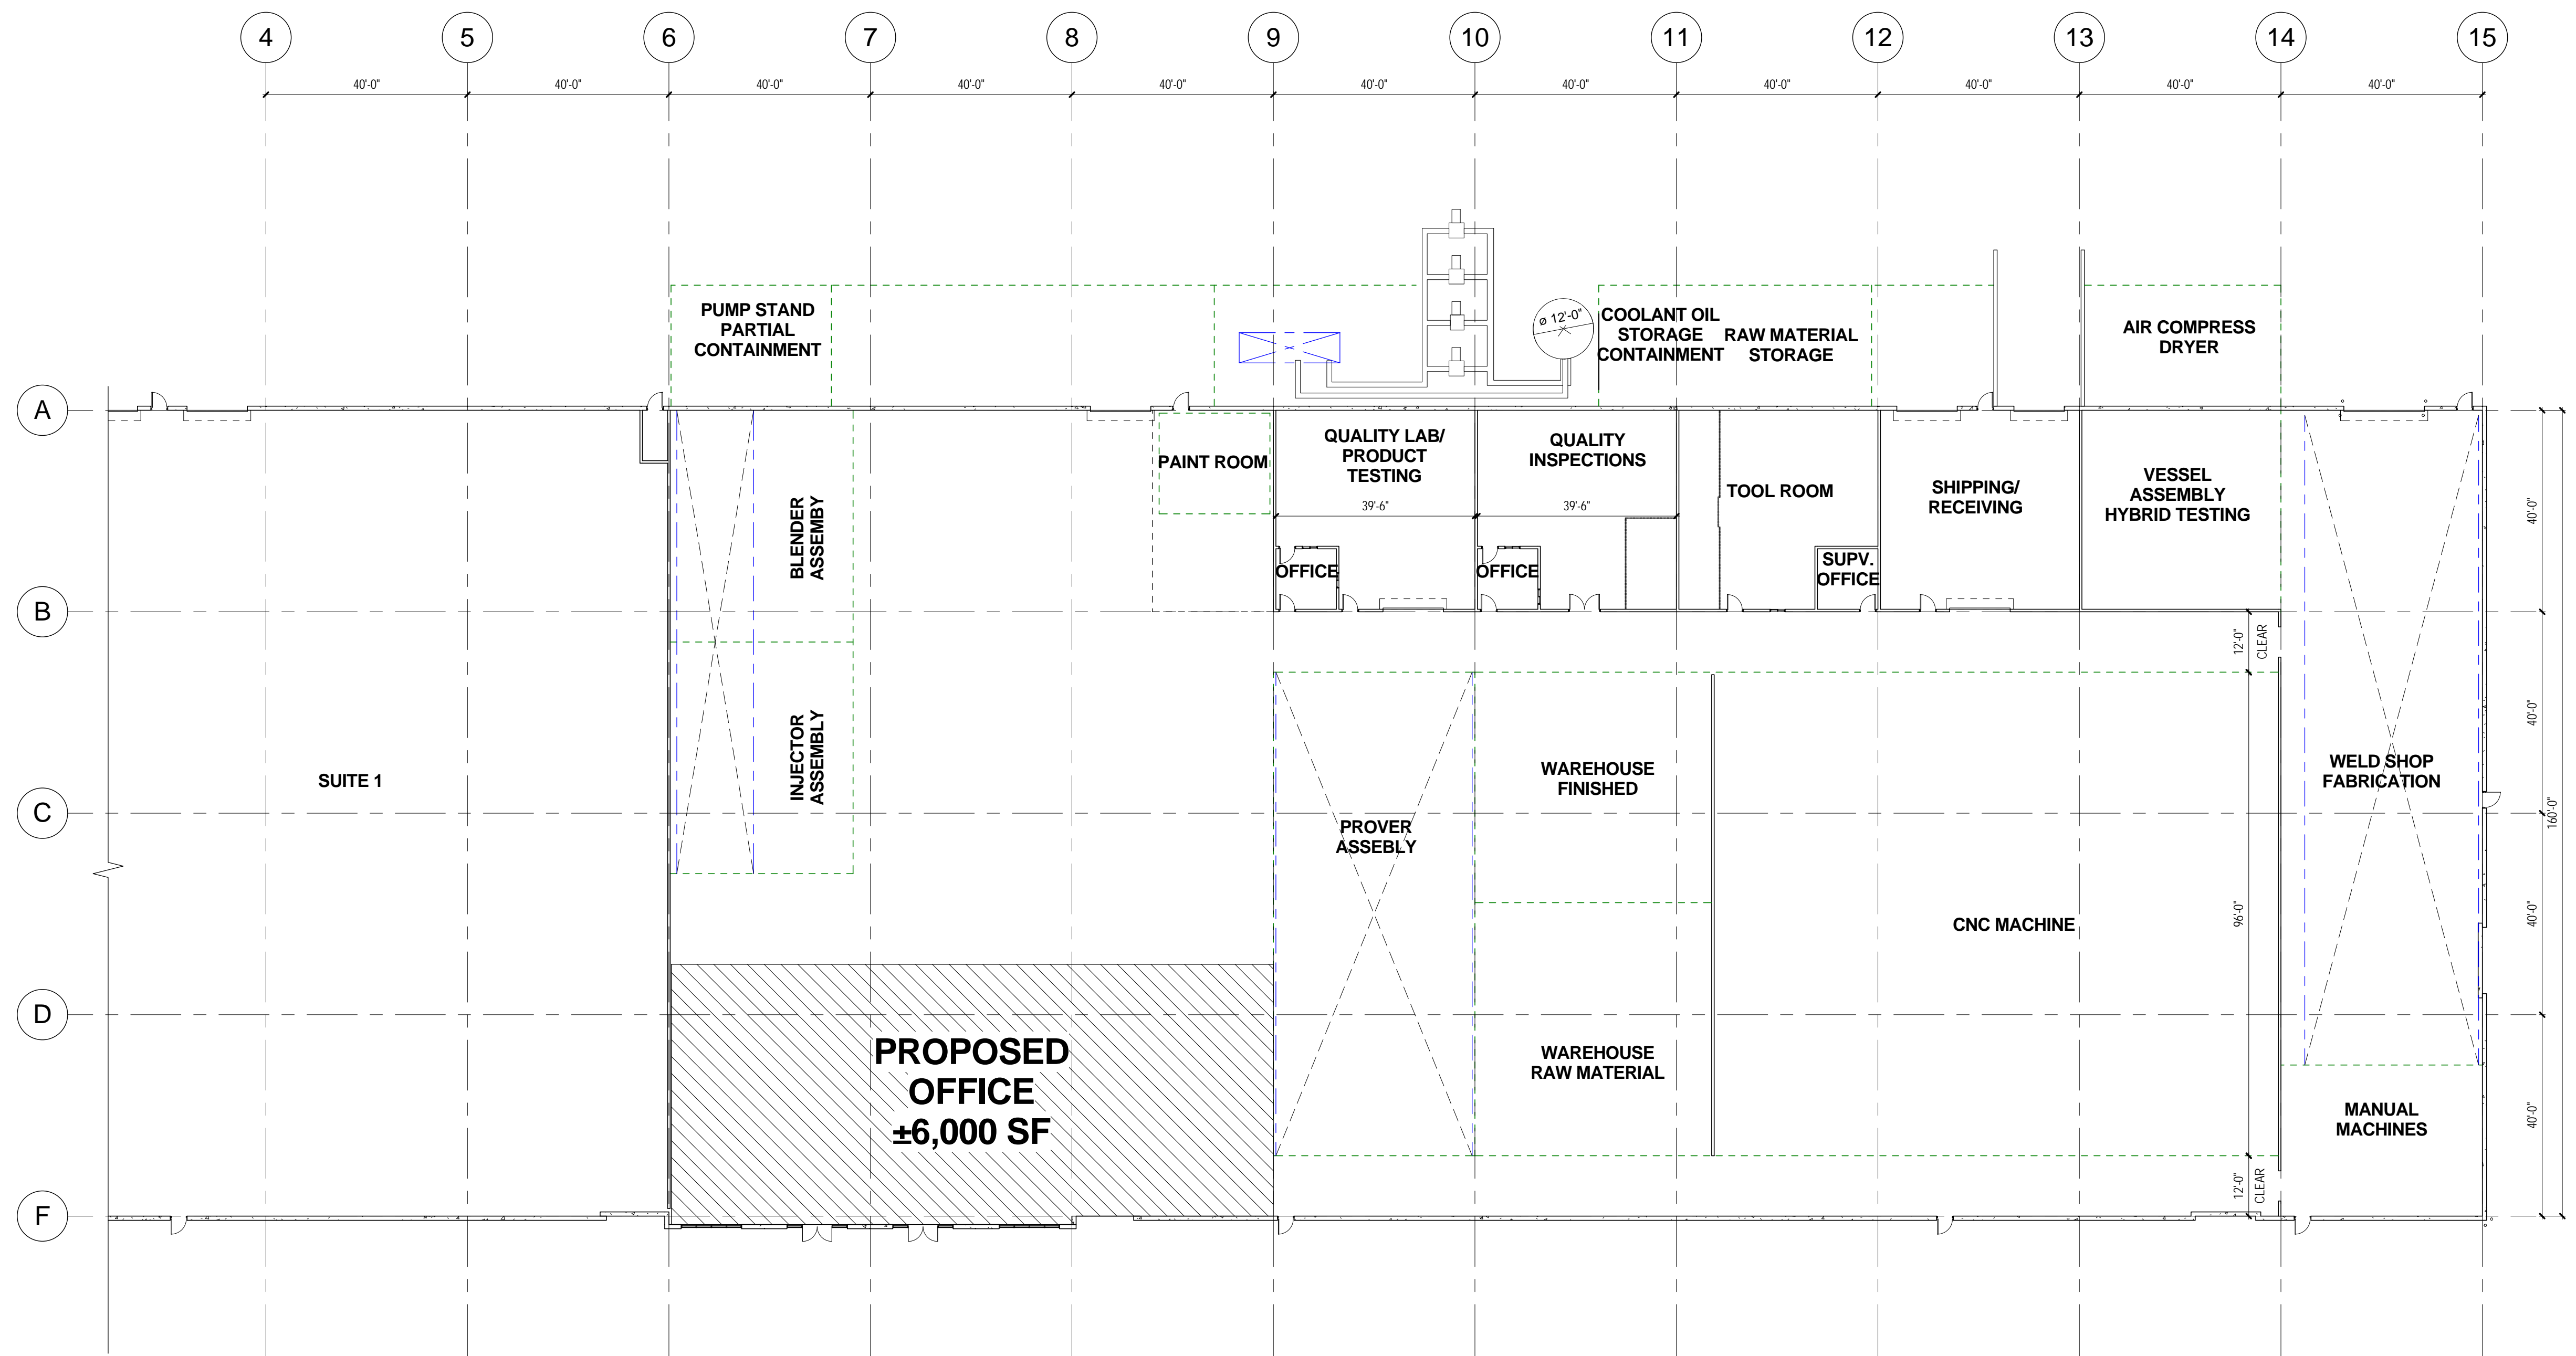 4 5 6 7 8 9 10 11 12 13 14 15
40'-0" 40'-0" 40'-0" 40'-0" 40'-0" 40'-0" 40'-0" 40'-0" 40'-0" 40'-0" 40'-0"
PUMP STAND
PARTIAL
CONTAINMENT
ø 12'-0"
COOLANT OIL
STORAGE
CONTAINMENT
RAW MATERIAL
STORAGE
AIR COMPRESS
DRYER
A
BLENDER
ASSEMBY
PAINT ROOM
QUALITY LAB/
PRODUCT
TESTING
39'-6"
OFFICE
QUALITY
INSPECTIONS
39'-6"
OFFICE
TOOL ROOM
SUPV.
OFFICE
SHIPPING/
RECEIVING
VESSEL
ASSEMBLY
HYBRID TESTING
40'-0"
B
12'-0"
CLEAR
SUITE 1
INJECTOR
ASSEMBLY
WAREHOUSE
FINISHED
WELD SHOP
FABRICATION
40'-0"
160'-0"
C
PROVER
ASSEBLY
CNC MACHINE
96'-0"
40'-0"
D
PROPOSED
OFFICE
±6,000 SF
WAREHOUSE
RAW MATERIAL
MANUAL
MACHINES
40'-0"
12'-0"
CLEAR
F